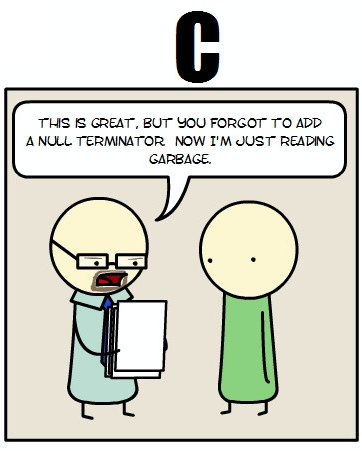 C
THIS IS GREAT, BUT YOU FORGOT TO ADD
A NULL TERMINATOR. NOW I'M JUST READING
GARBAGE.